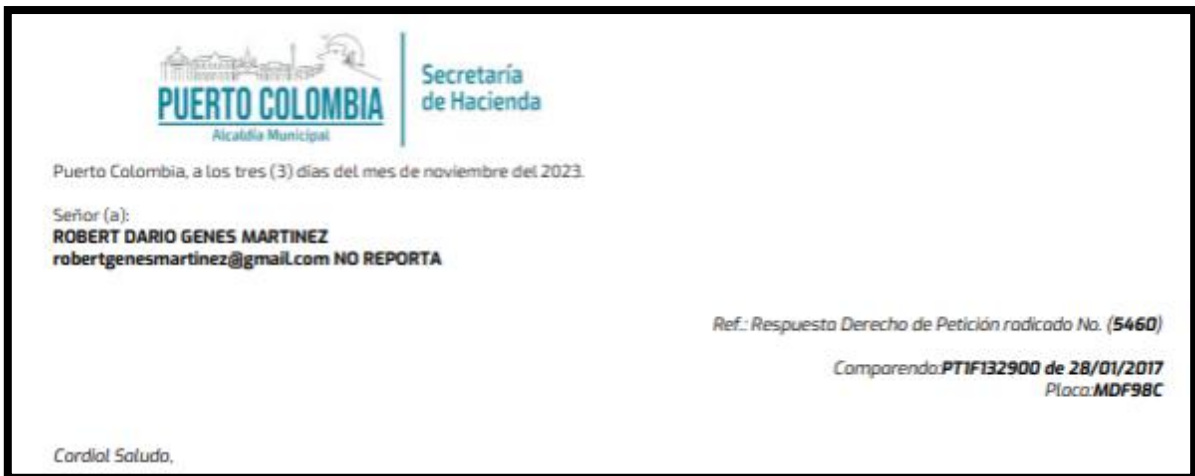 PUERTO COLOMBIA
Alcaldía Municipal
Secretaría
de Hacienda
Puerto Colombia, a los tres (3) días del mes de noviembre del 2023.
Señor (a):
ROBERT DARIO GENES MARTINEZ
robertgenesmartinez@gmail.com NO REPORTA
Ref.: Respuesta Derecho de Petición radicado No. (5460)
Comparendo:PT1F132900 de 28/01/2017
Placa:MDF98C
Cordial Saludo,